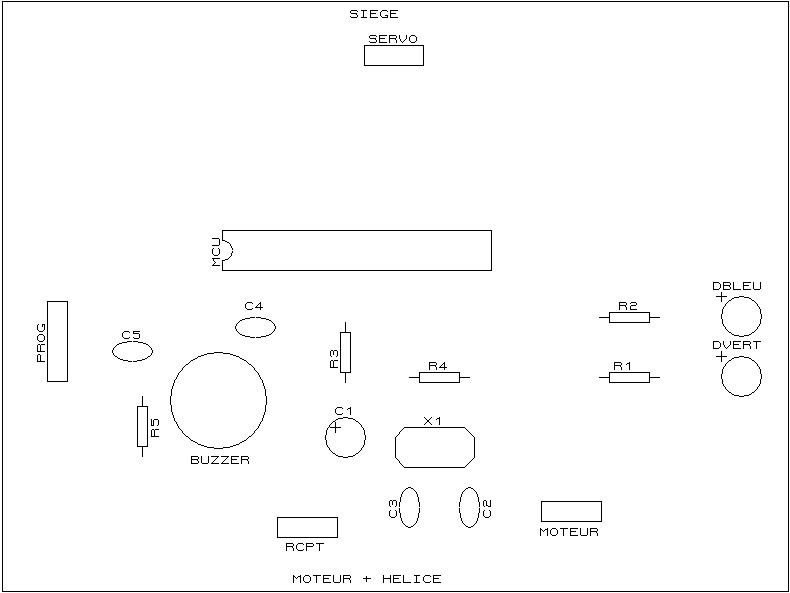 SIEGE
SERVO
MCU
DBLEU
C4
R2
PROG
C5
R3
DVERT
R4
R1
C1
X1
R5
BUZZER
C3
C2
MOTEUR
RCPT
MOTEUR + HELICE